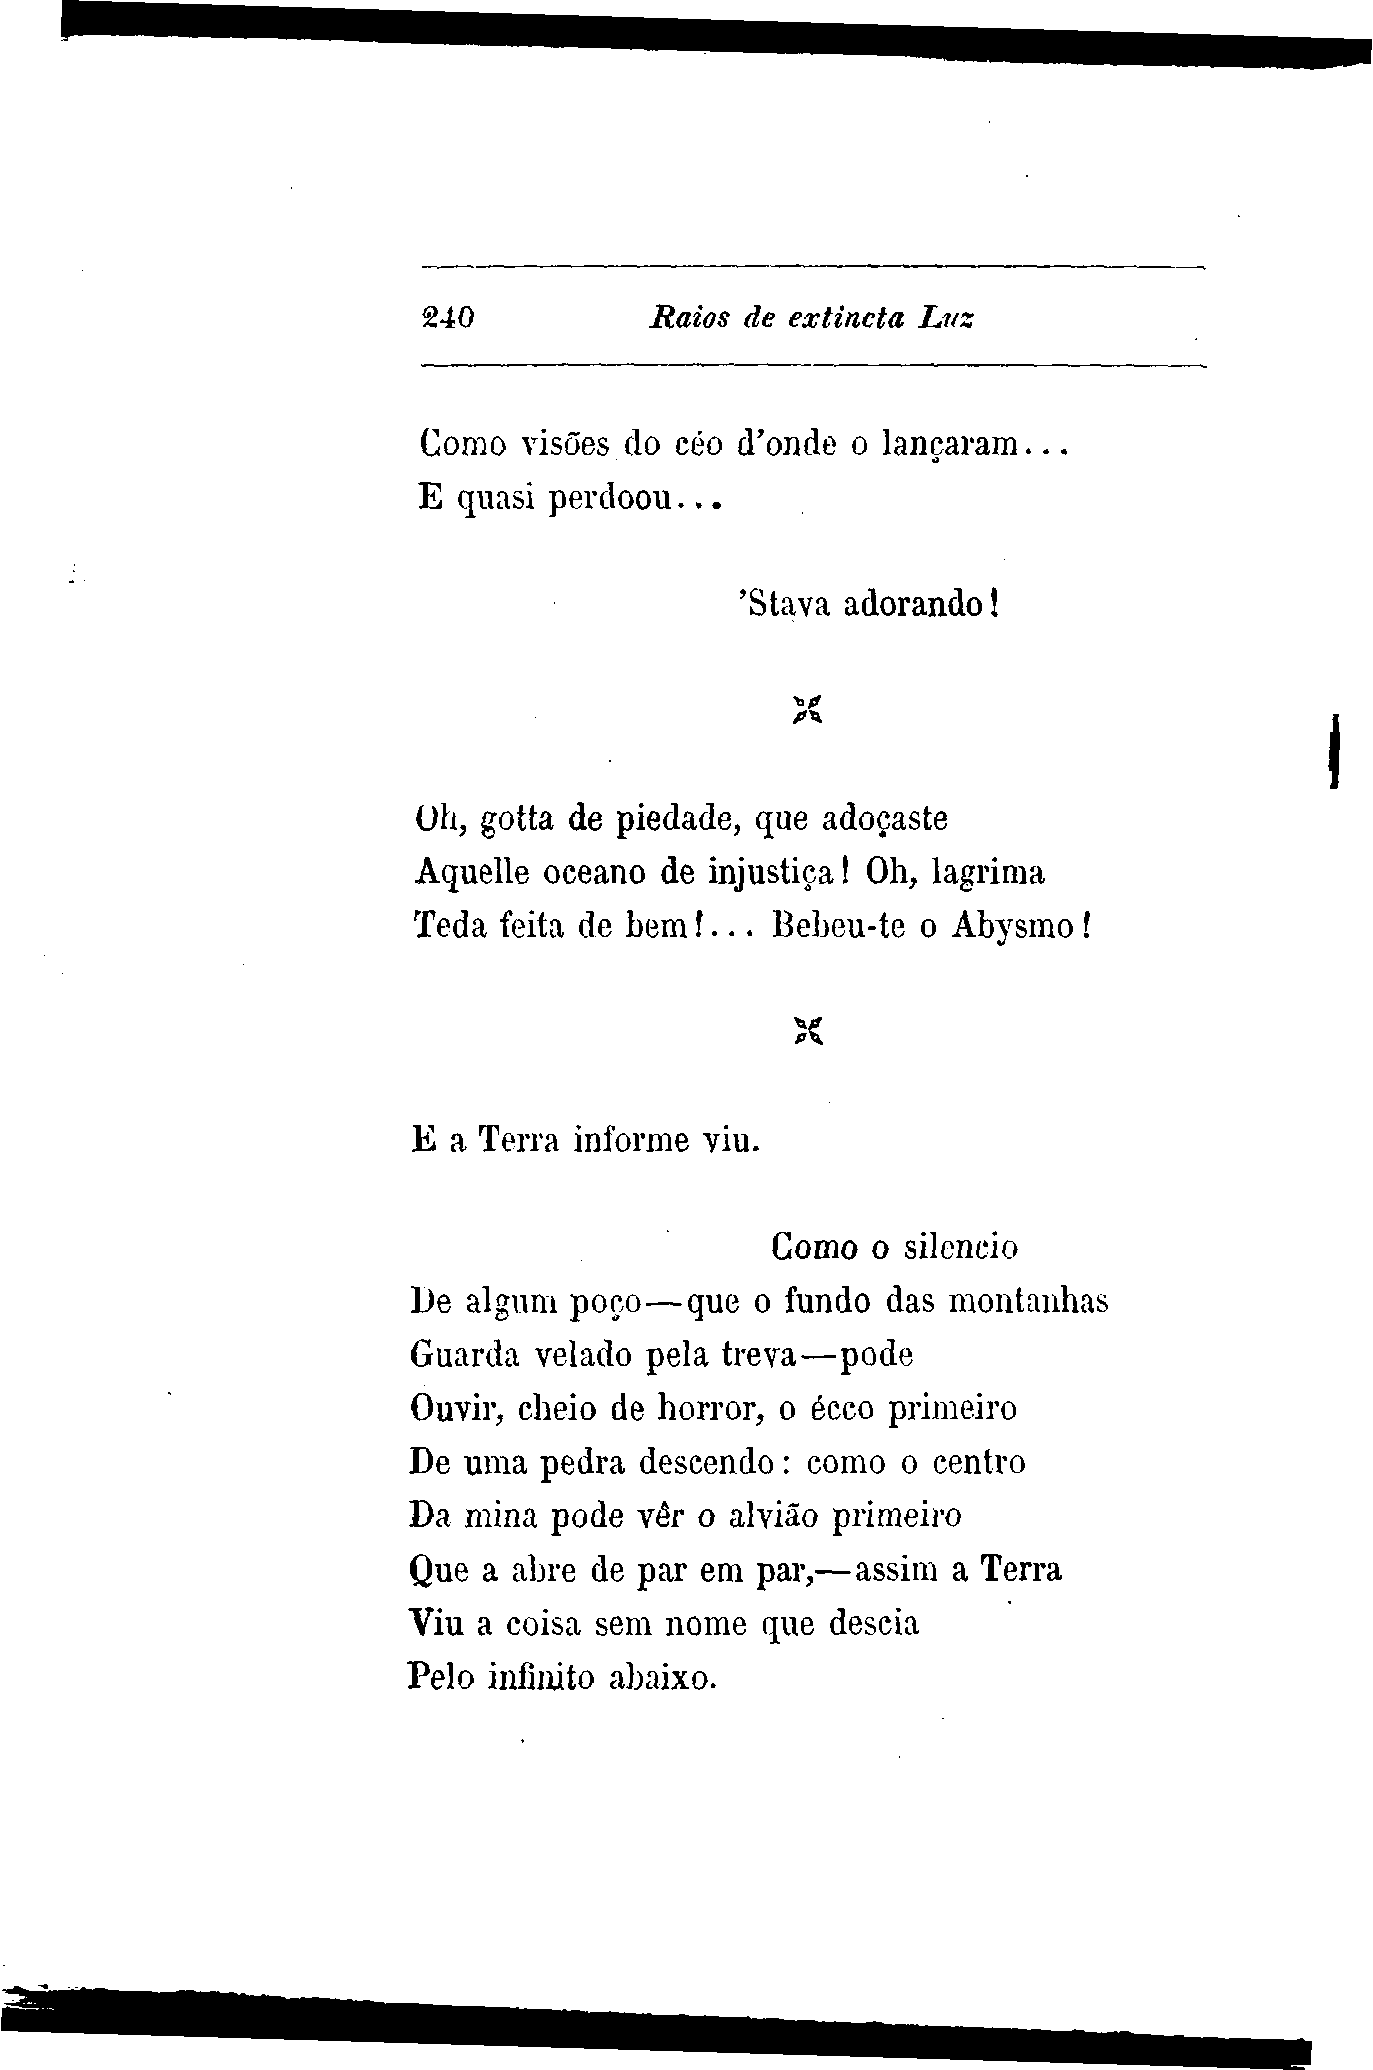 240 Raios de extincta Luz
Como visões do céo d'onde o lançaram...
E quasi perdoou...
'Stava adorando!
Oh, gotta de piedade, que adoçaste
Aquelle oceano de injustiça! Oh, lagrima
Teda feita de bem!... Bebeu-te o Abysmo!
E a Terra informe viu.
Como o silencio
De algum poço—que o fundo das montanhas
Guarda velado pela treva—pode
Ouvir, cheio de horror, o écco primeiro
De uma pedra descendo: como o centro
Da mina pode vêr o alvião primeiro
Que a abre de par em par,—assim a Terra
Viu a coisa sem nome que descia
Pelo infinito abaixo.